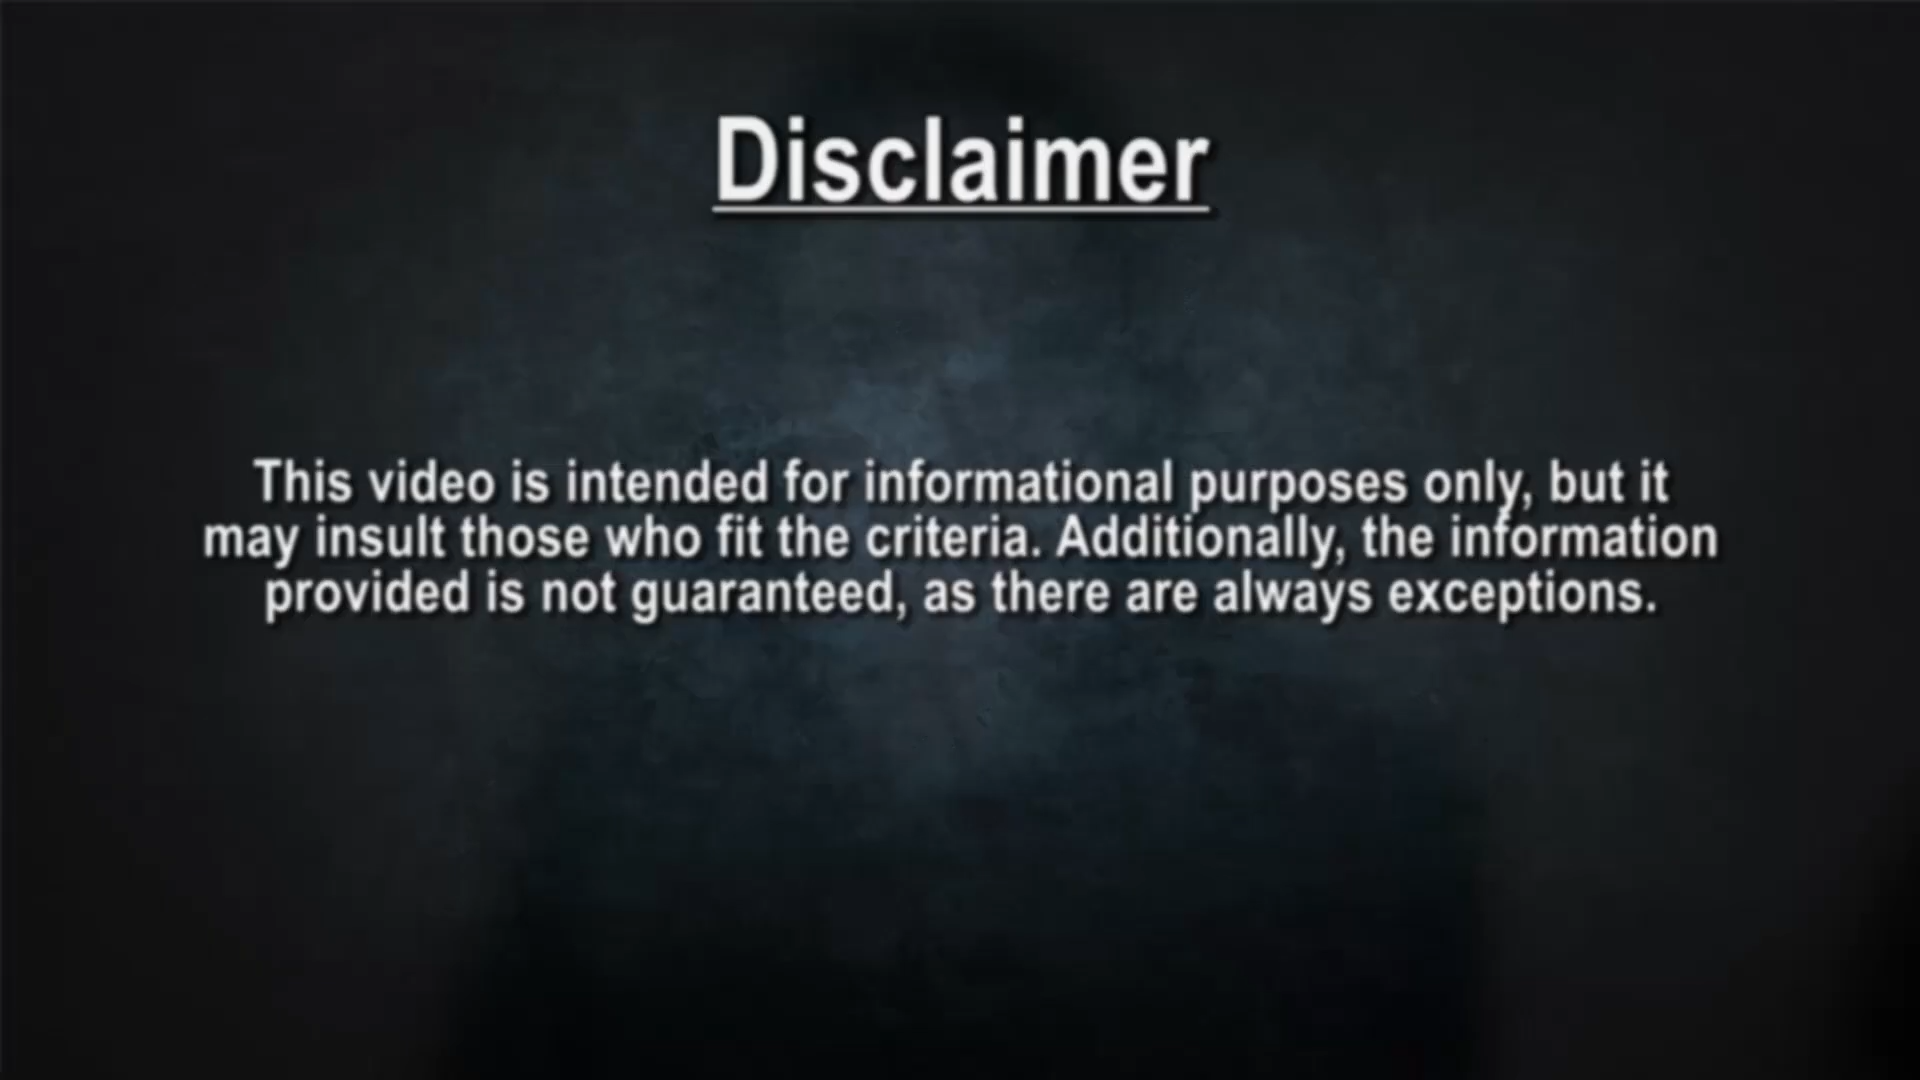 Disclaimer
This video is intended for informational purposes only, but it
may insult those who fit the criteria. Additionally, the information
provided is not guaranteed, as there are always exceptions.